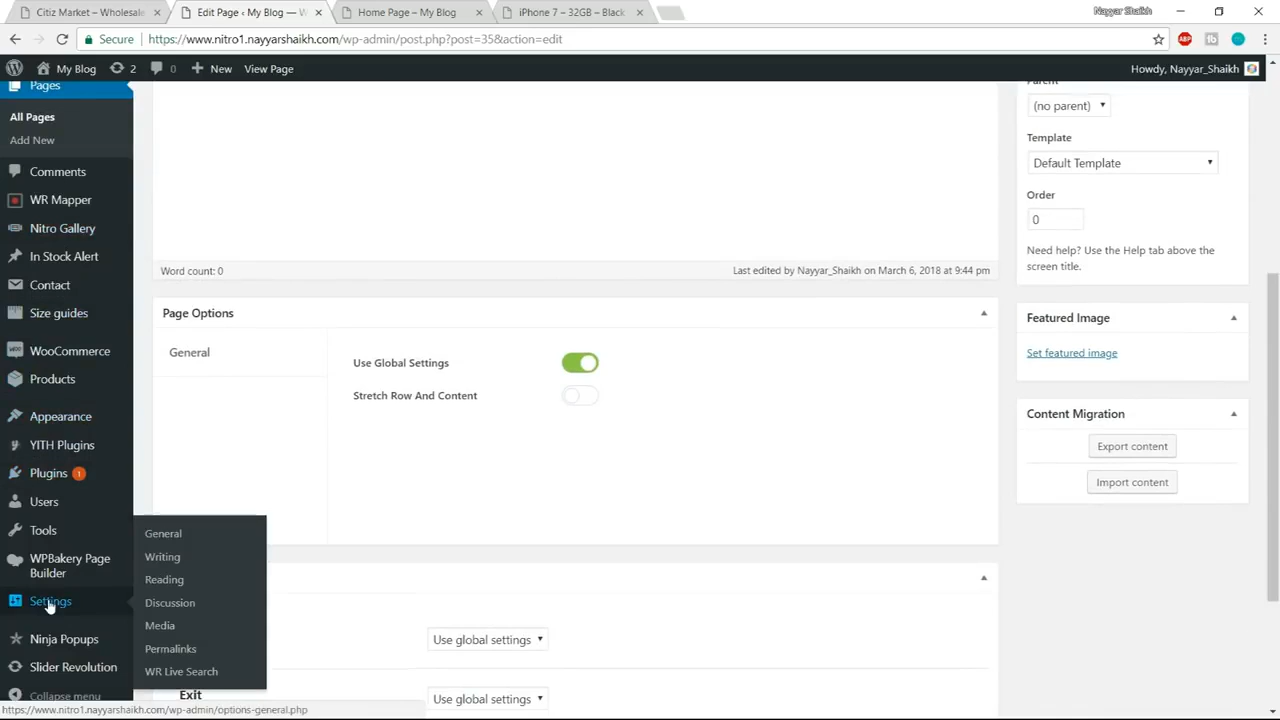 Citiz Market – Wholesale
Edit Page ‹ My Blog — W
Home Page – My Blog
iPhone 7 – 32GB – Black
Nayyar Shaikh
Secure
https://www.nitro1.nayyarshaikh.com/wp-admin/post.php?post=35&action=edit
ABP
My Blog
2
0
New
View Page
Howdy, Nayyar_Shaikh
Pages
All Pages
Add New
Comments
WR Mapper
Nitro Gallery
In Stock Alert
Contact
Size guides
WooCommerce
Products
Appearance
YITH Plugins
Plugins 1
Users
Tools
WPBakery Page
Builder
Settings
Ninja Popups
Slider Revolution
Collapse menu
General
Writing
Reading
Discussion
Media
Permalinks
WR Live Search
https://www.nitro1.nayyarshaikh.com/wp-admin/options-general.php
Word count: 0
Last edited by Nayyar_Shaikh on March 6, 2018 at 9:44 pm
Page Options
General
Use Global Settings
Stretch Row And Content
Use global settings
Exit
Use global settings
Parent
(no parent)
Template
Default Template
Order
0
Need help? Use the Help tab above the
screen title.
Featured Image
Set featured image
Content Migration
Export content
Import content